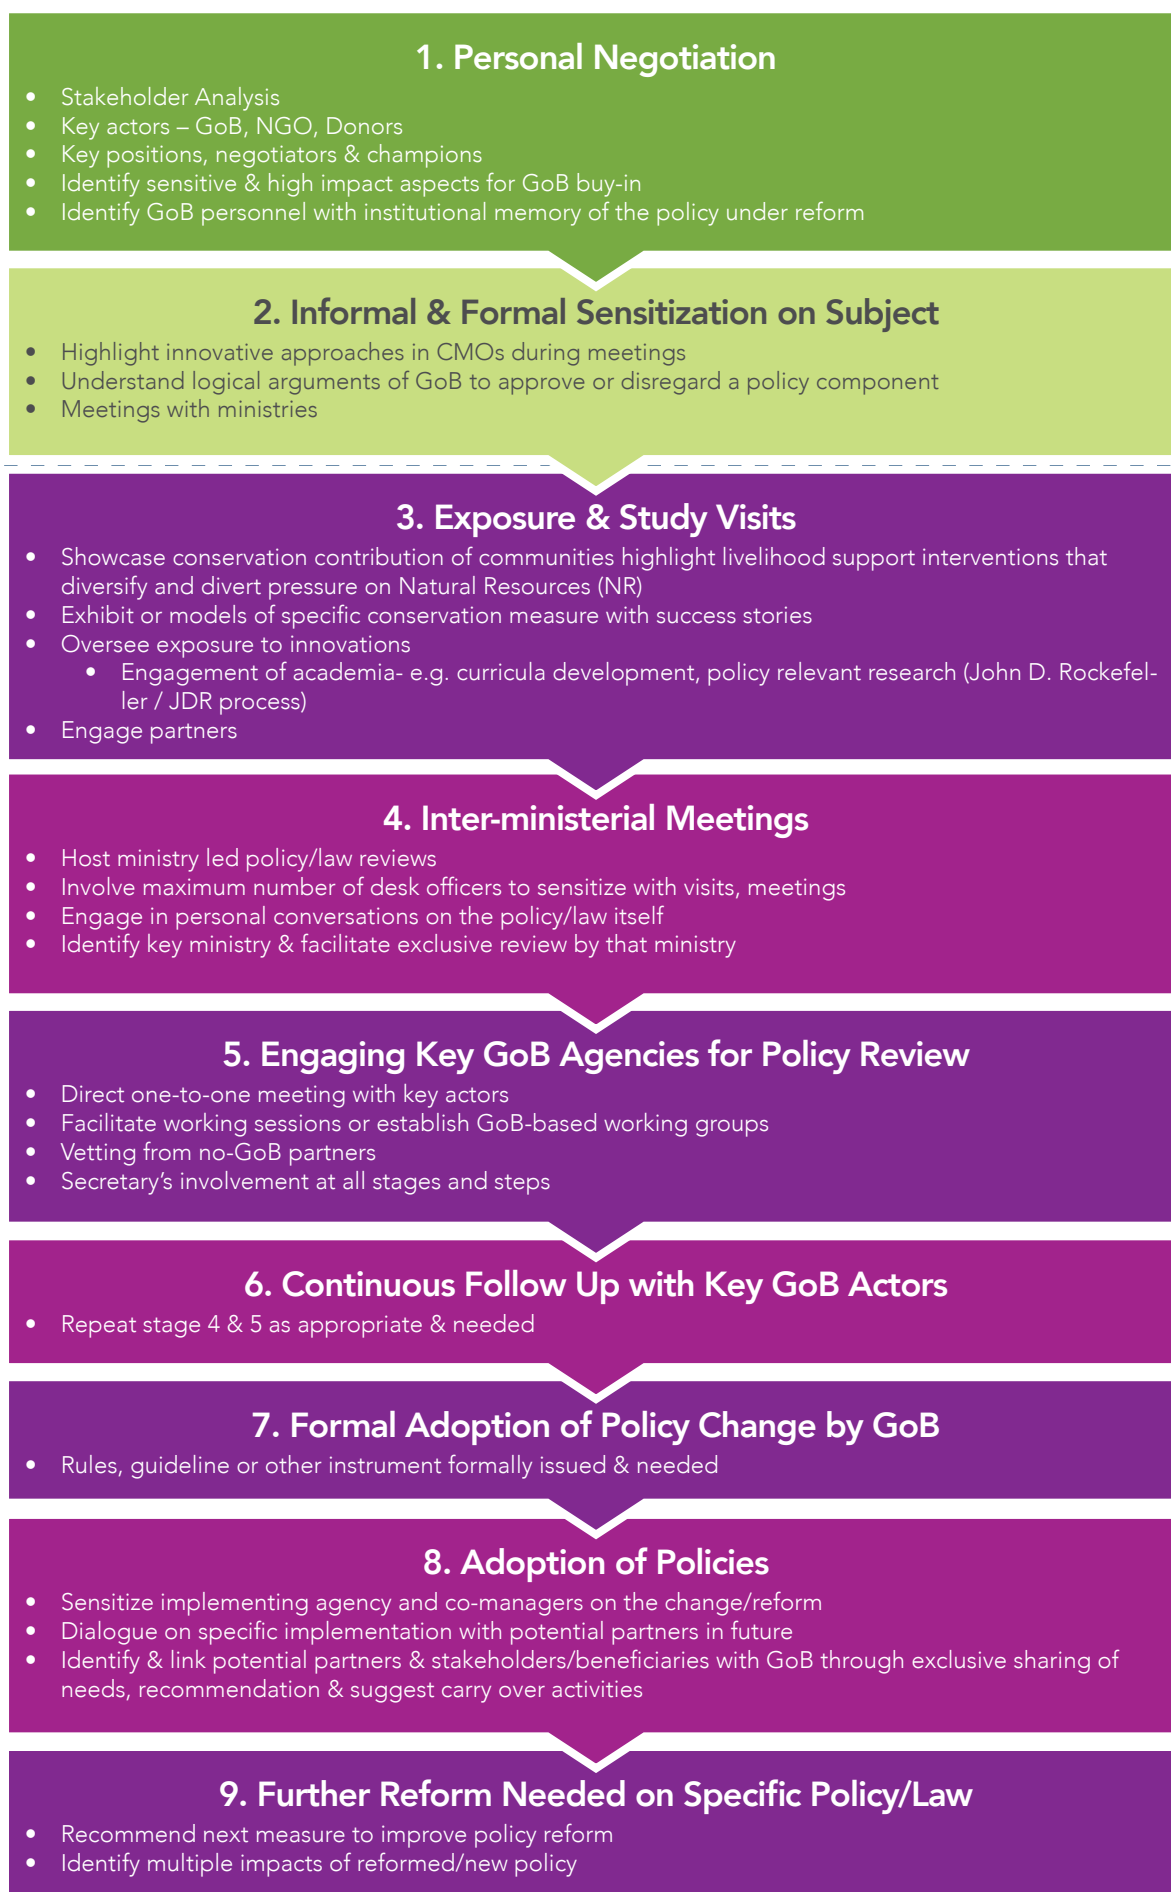 1. Personal Negotiation
• Stakeholder Analysis
• Key actors – GoB, NGO, Donors
• Key positions, negotiators & champions
• Identify sensitive & high impact aspects for GoB buy-in
• Identify GoB personnel with institutional memory of the policy under reform
2. Informal & Formal Sensitization on Subject
• Highlight innovative approaches in CMOs during meetings
• Understand logical arguments of GoB to approve or disregard a policy component
• Meetings with ministries
3. Exposure & Study Visits
• Showcase conservation contribution of communities highlight livelihood support interventions that
diversify and divert pressure on Natural Resources (NR)
• Exhibit or models of specific conservation measure with success stories
• Oversee exposure to innovations
• Engagement of academia- e.g. curricula development, policy relevant research (John D. Rockefel-
ler / JDR process)
• Engage partners
4. Inter-ministerial Meetings
• Host ministry led policy/law reviews
• Involve maximum number of desk officers to sensitize with visits, meetings
• Engage in personal conversations on the policy/law itself
• Identify key ministry & facilitate exclusive review by that ministry
5. Engaging Key GoB Agencies for Policy Review
• Direct one-to-one meeting with key actors
• Facilitate working sessions or establish GoB-based working groups
• Vetting from no-GoB partners
• Secretary’s involvement at all stages and steps
6. Continuous Follow Up with Key GoB Actors
• Repeat stage 4 & 5 as appropriate & needed
7. Formal Adoption of Policy Change by GoB
• Rules, guideline or other instrument formally issued & needed
8. Adoption of Policies
• Sensitize implementing agency and co-managers on the change/reform
• Dialogue on specific implementation with potential partners in future
• Identify & link potential partners & stakeholders/beneficiaries with GoB through exclusive sharing of
needs, recommendation & suggest carry over activities
9. Further Reform Needed on Specific Policy/Law
• Recommend next measure to improve policy reform
• Identify multiple impacts of reformed/new policy